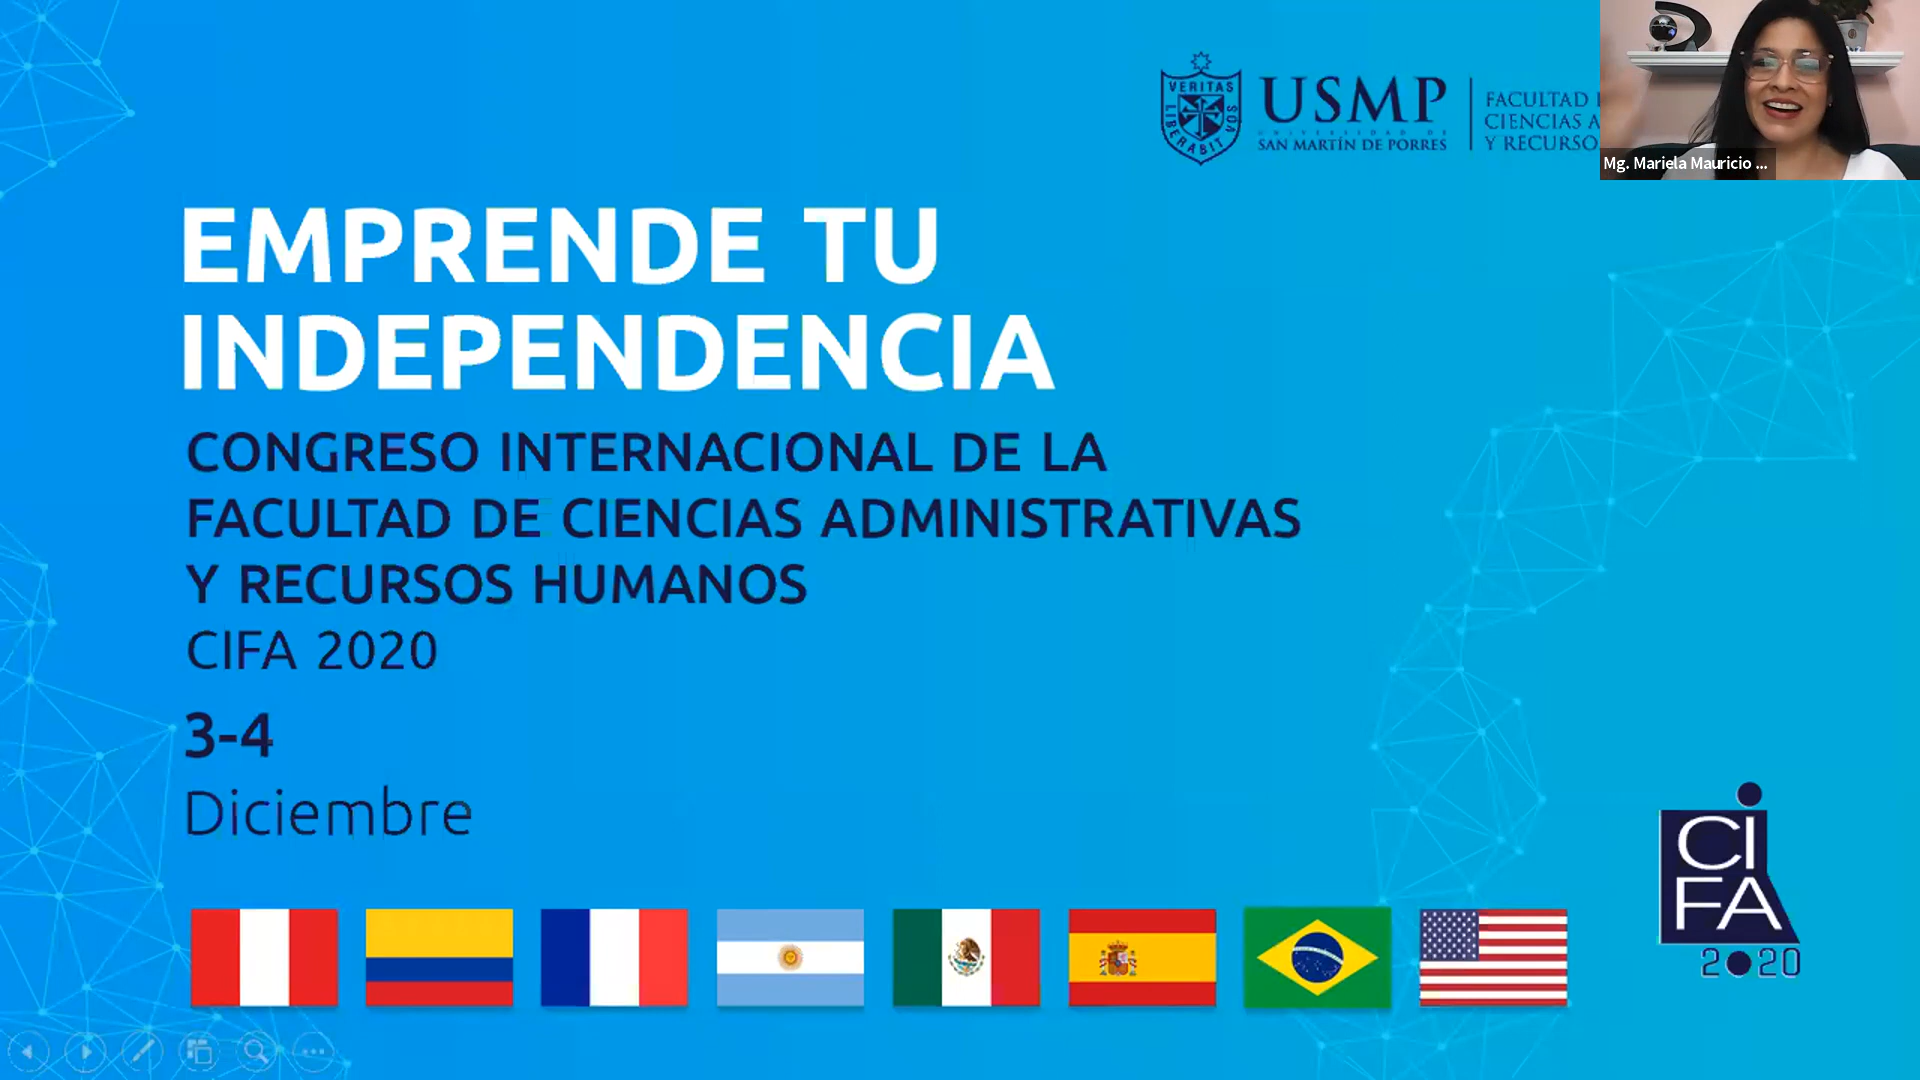 VERITAS
LIBERABIT
VOS
USMP
UNIVERSIDAD DE
SAN MARTÍN DE PORRES
FACULTAD
CIENCIAS A
Y RECURSO
Mg. Mariela Mauricio ...
EMPRENDE TU
INDEPENDENCIA
CONGRESO INTERNACIONAL DE LA
FACULTAD DE CIENCIAS ADMINISTRATIVAS
Y RECURSOS HUMANOS
CIFA 2020
3-4
Diciembre
CI
FA
2020